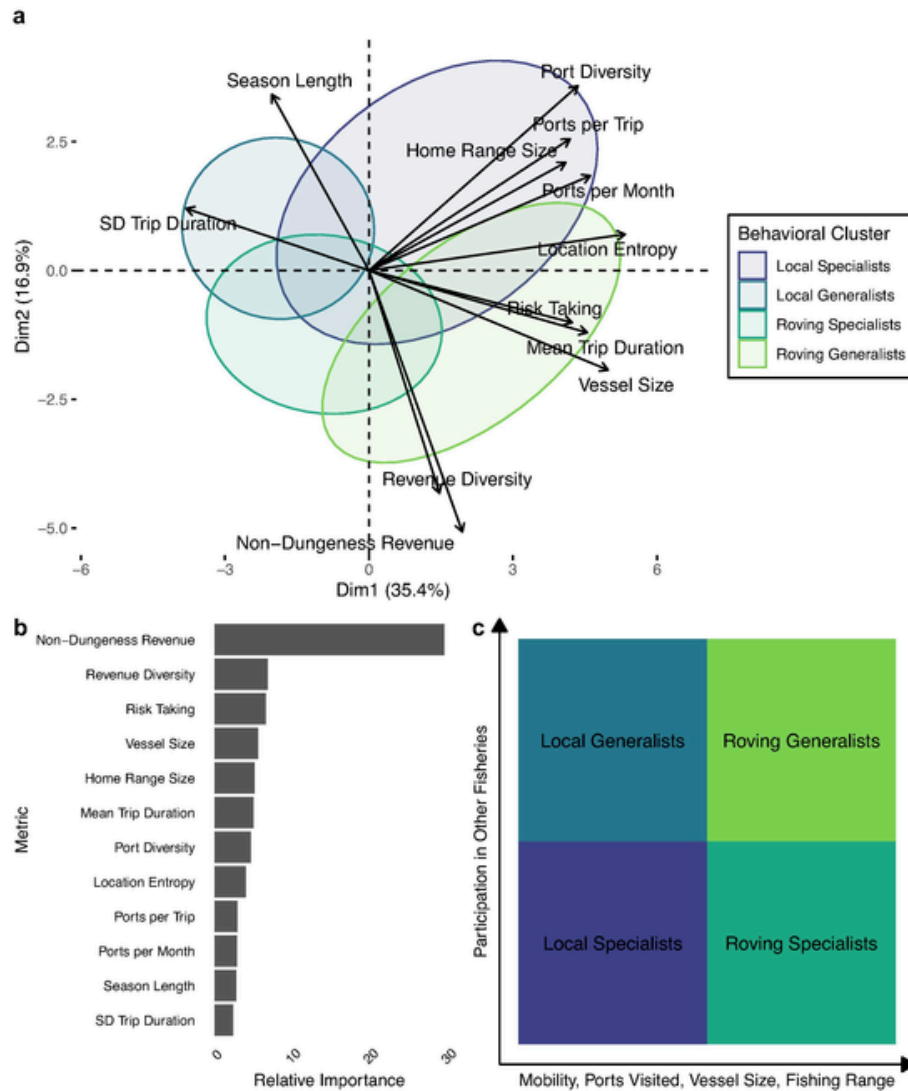 a
Season Length
Port Diversity
Ports per Trip
Home Range Size
Ports per Month
SD Trip Duration
Location Entropy
Risk Taking
Mean Trip Duration
Vessel Size
Revenue Diversity
Non−Dungeness Revenue
2.5
0.0
−2.5
−5.0
Dim2 (16.9%)
−6
−3
0
3
6
Dim1 (35.4%)
Behavioral Cluster
Local Specialists
Local Generalists
Roving Specialists
Roving Generalists
b
Metric
Non−Dungeness Revenue
Revenue Diversity
Risk Taking
Vessel Size
Home Range Size
Mean Trip Duration
Port Diversity
Location Entropy
Ports per Trip
Ports per Month
Season Length
SD Trip Duration
0
10
20
30
Relative Importance
c
Participation in Other Fisheries
Local Generalists
Roving Generalists
Local Specialists
Roving Specialists
Mobility, Ports Visited, Vessel Size, Fishing Range